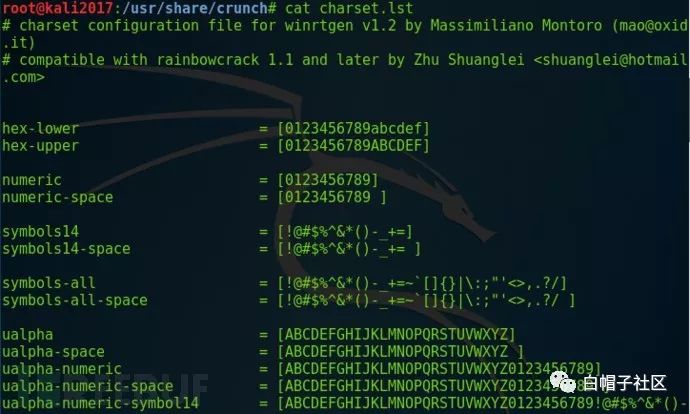 root@kali2017:/usr/share/crunch# cat charset.lst
# charset configuration file for winrtgen v1.2 by Massimiliano Montoro (mao@oxid
.it)
# compatible with rainbowcrack 1.1 and later by Zhu Shuanglei <shuanglei@hotmail
.com>
hex-lower = [0123456789abcdef]
hex-upper = [0123456789ABCDEF]
numeric = [0123456789]
numeric-space = [0123456789 ]
symbols14 = [!@#$%^&*()-_+=]
symbols14-space = [!@#$%^&*()-_+= ]
symbols-all = [!@#$%^&*()-_+=~`[]{}|\:;"'<>,.?/]
symbols-all-space = [!@#$%^&*()-_+=~`[]{}|\:;"'<>,.?/ ]
ualpha = [ABCDEFGHIJKLMNOPQRSTUVWXYZ]
ualpha-space = [ABCDEFGHIJKLMNOPQRSTUVWXYZ ]
ualpha-numeric = [ABCDEFGHIJKLMNOPQRSTUVWXYZ0123456789]
ualpha-numeric-space = [ABCDEFGHIJKLMNOPQRSTUVWXYZ0123456789 ]
ualpha-numeric-symbol14 = [ABCDEFGHIJKLMNOPQRSTUVWXYZ0123456789!@#$%^&*()-
白帽子社区